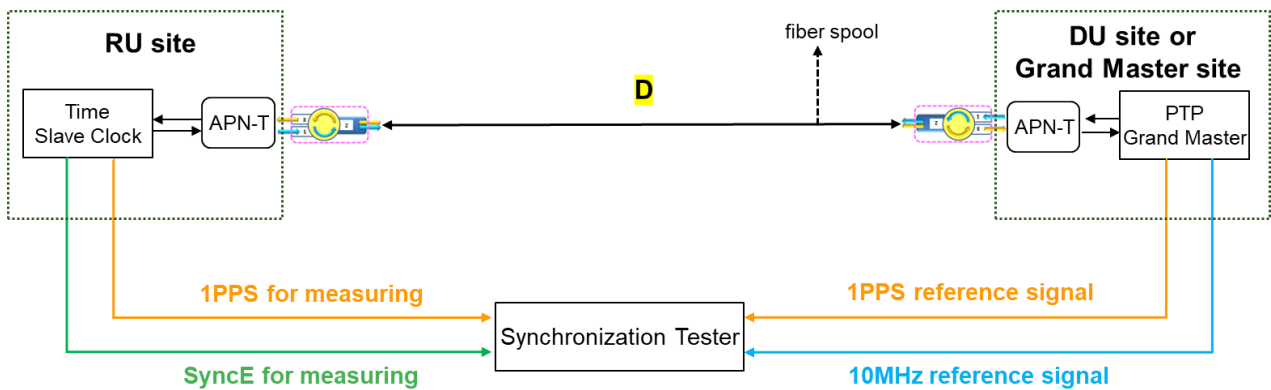 RU site
Time
Slave Clock
APN-T
D
fiber spool
DU site or
Grand Master site
APN-T
PTP
Grand Master
1PPS for measuring
SyncE for measuring
Synchronization Tester
1PPS reference signal
10MHz reference signal